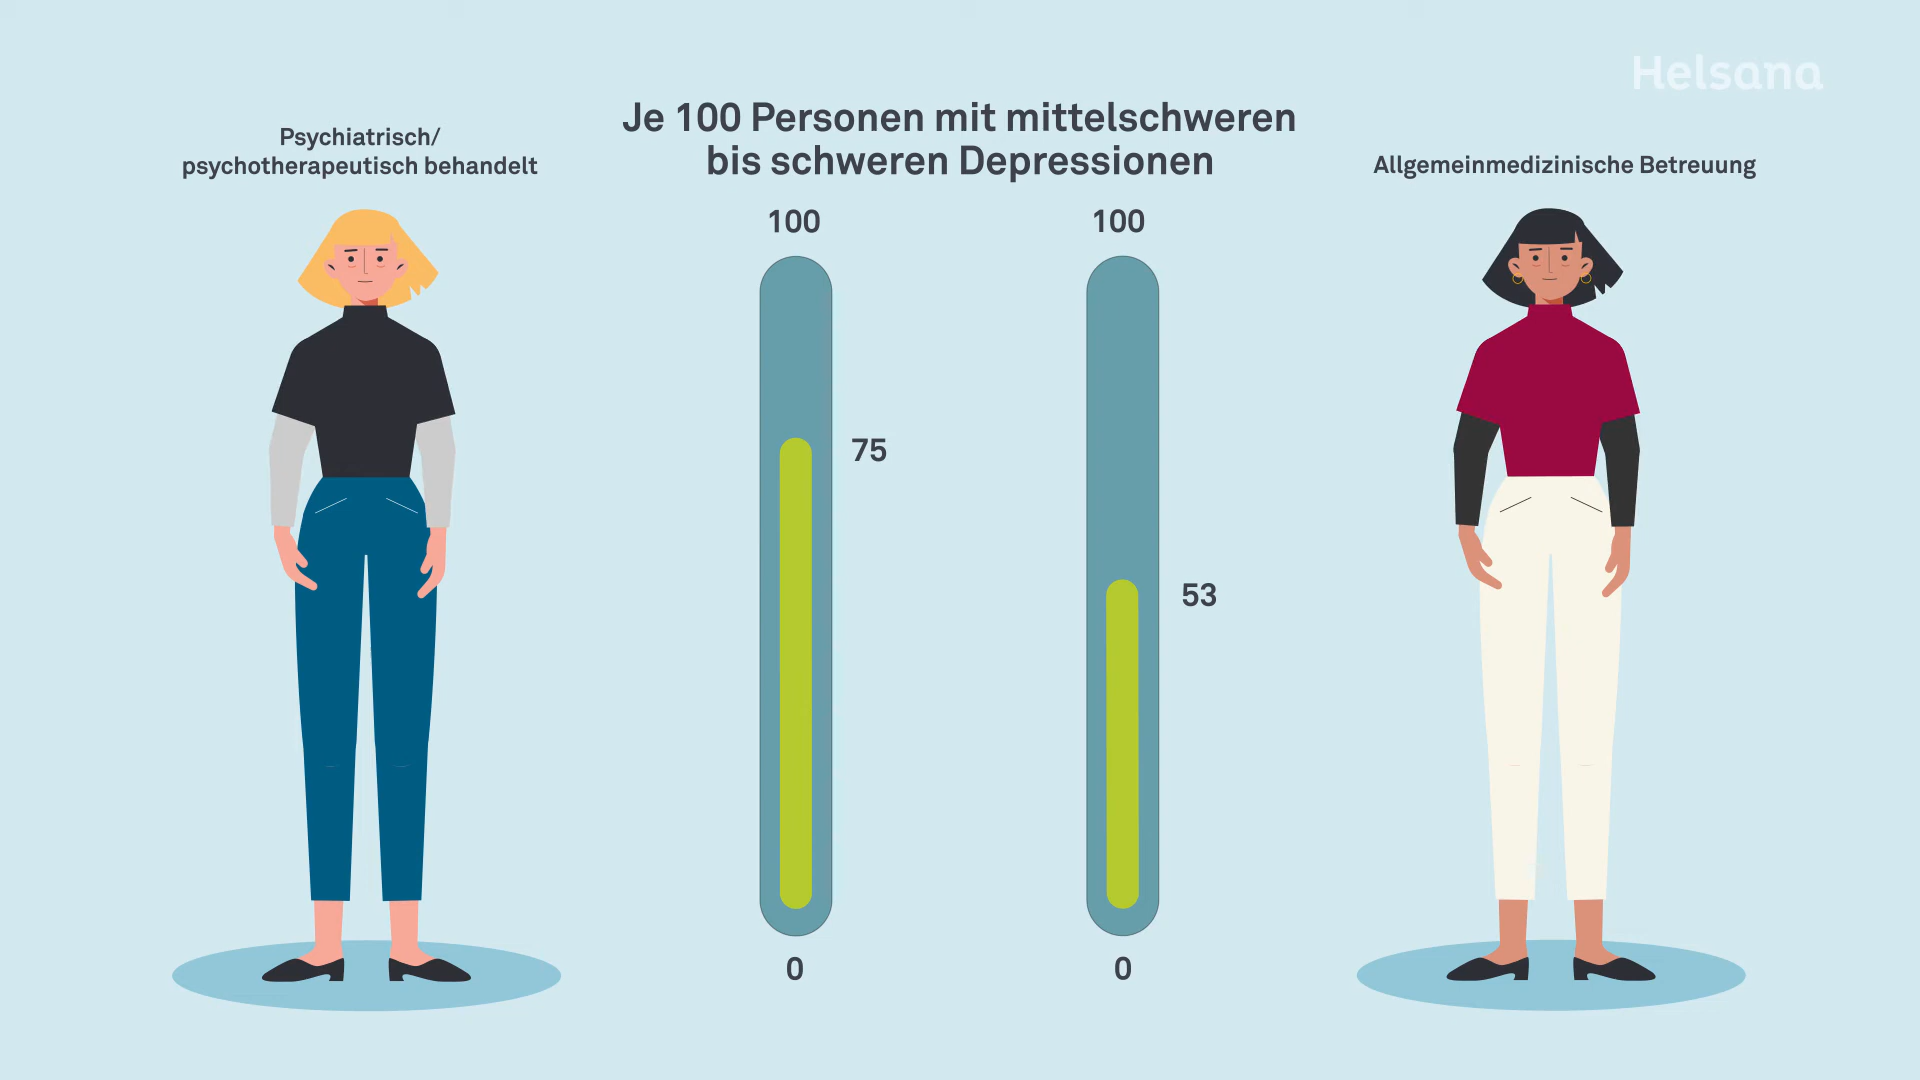 Helsana
Je 100 Personen mit mittelschweren
bis schweren Depressionen
Psychiatrisch/
psychotherapeutisch behandelt
Allgemeinmedizinische Betreuung
100
100
75
53
0
0